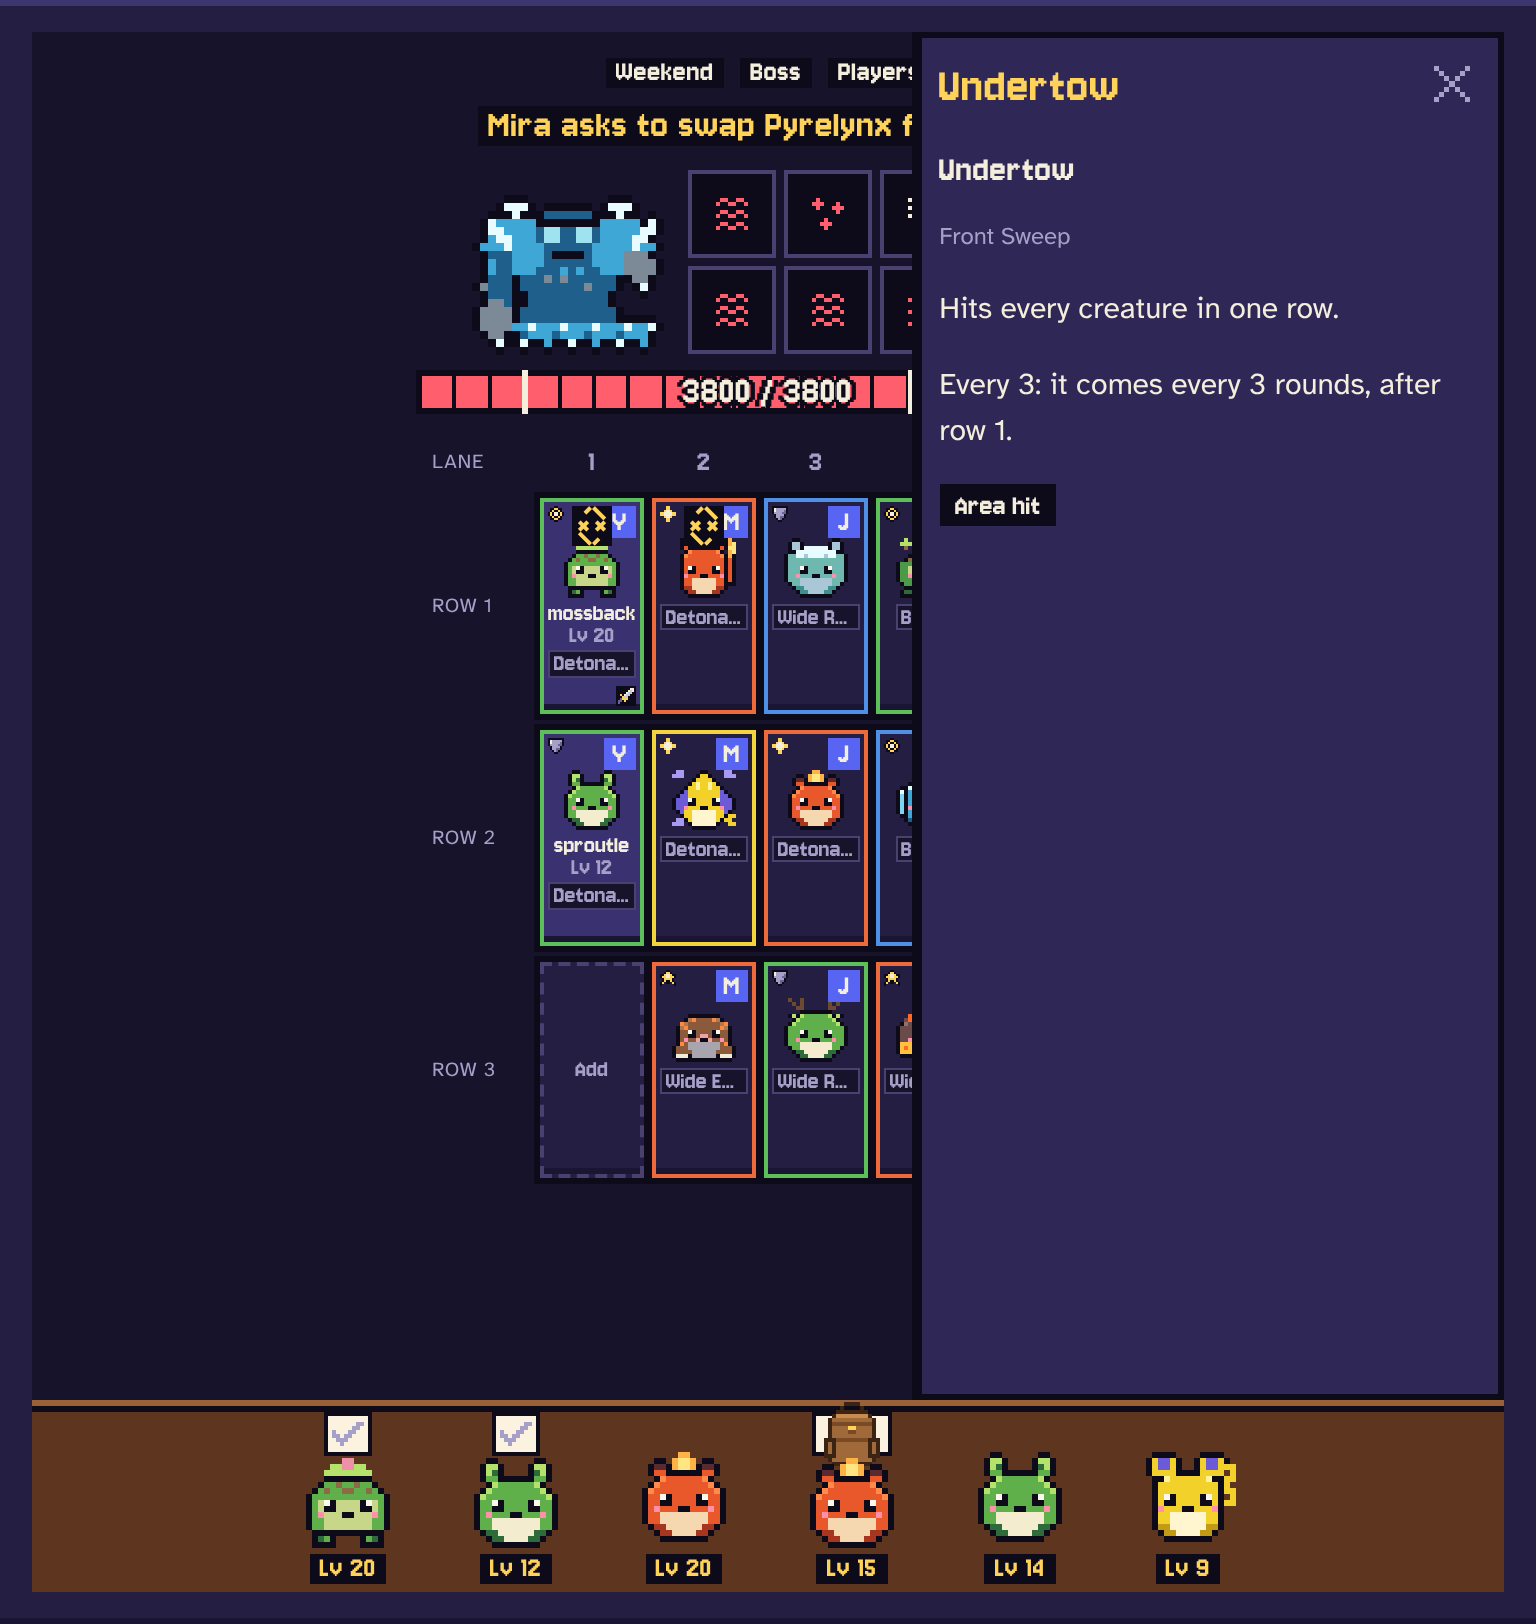 Weekend Boss Players
Mira asks to swap Pyrelynx f
3800/3800
LANE 1 2 3
ROW 1
Y M J
mossback
Lv 20
Detona...
Detona...
Wide R...
B
ROW 2
Y M J
sproutle
Lv 12
Detona...
Detona...
Detona...
B
ROW 3
M J
Add
Wide E...
Wide R...
Wi
Undertow
Undertow
Front Sweep
Hits every creature in one row.
Every 3: it comes every 3 rounds, after
row 1.
Area hit
Lv 20 Lv 12 Lv 20 Lv 15 Lv 14 Lv 9